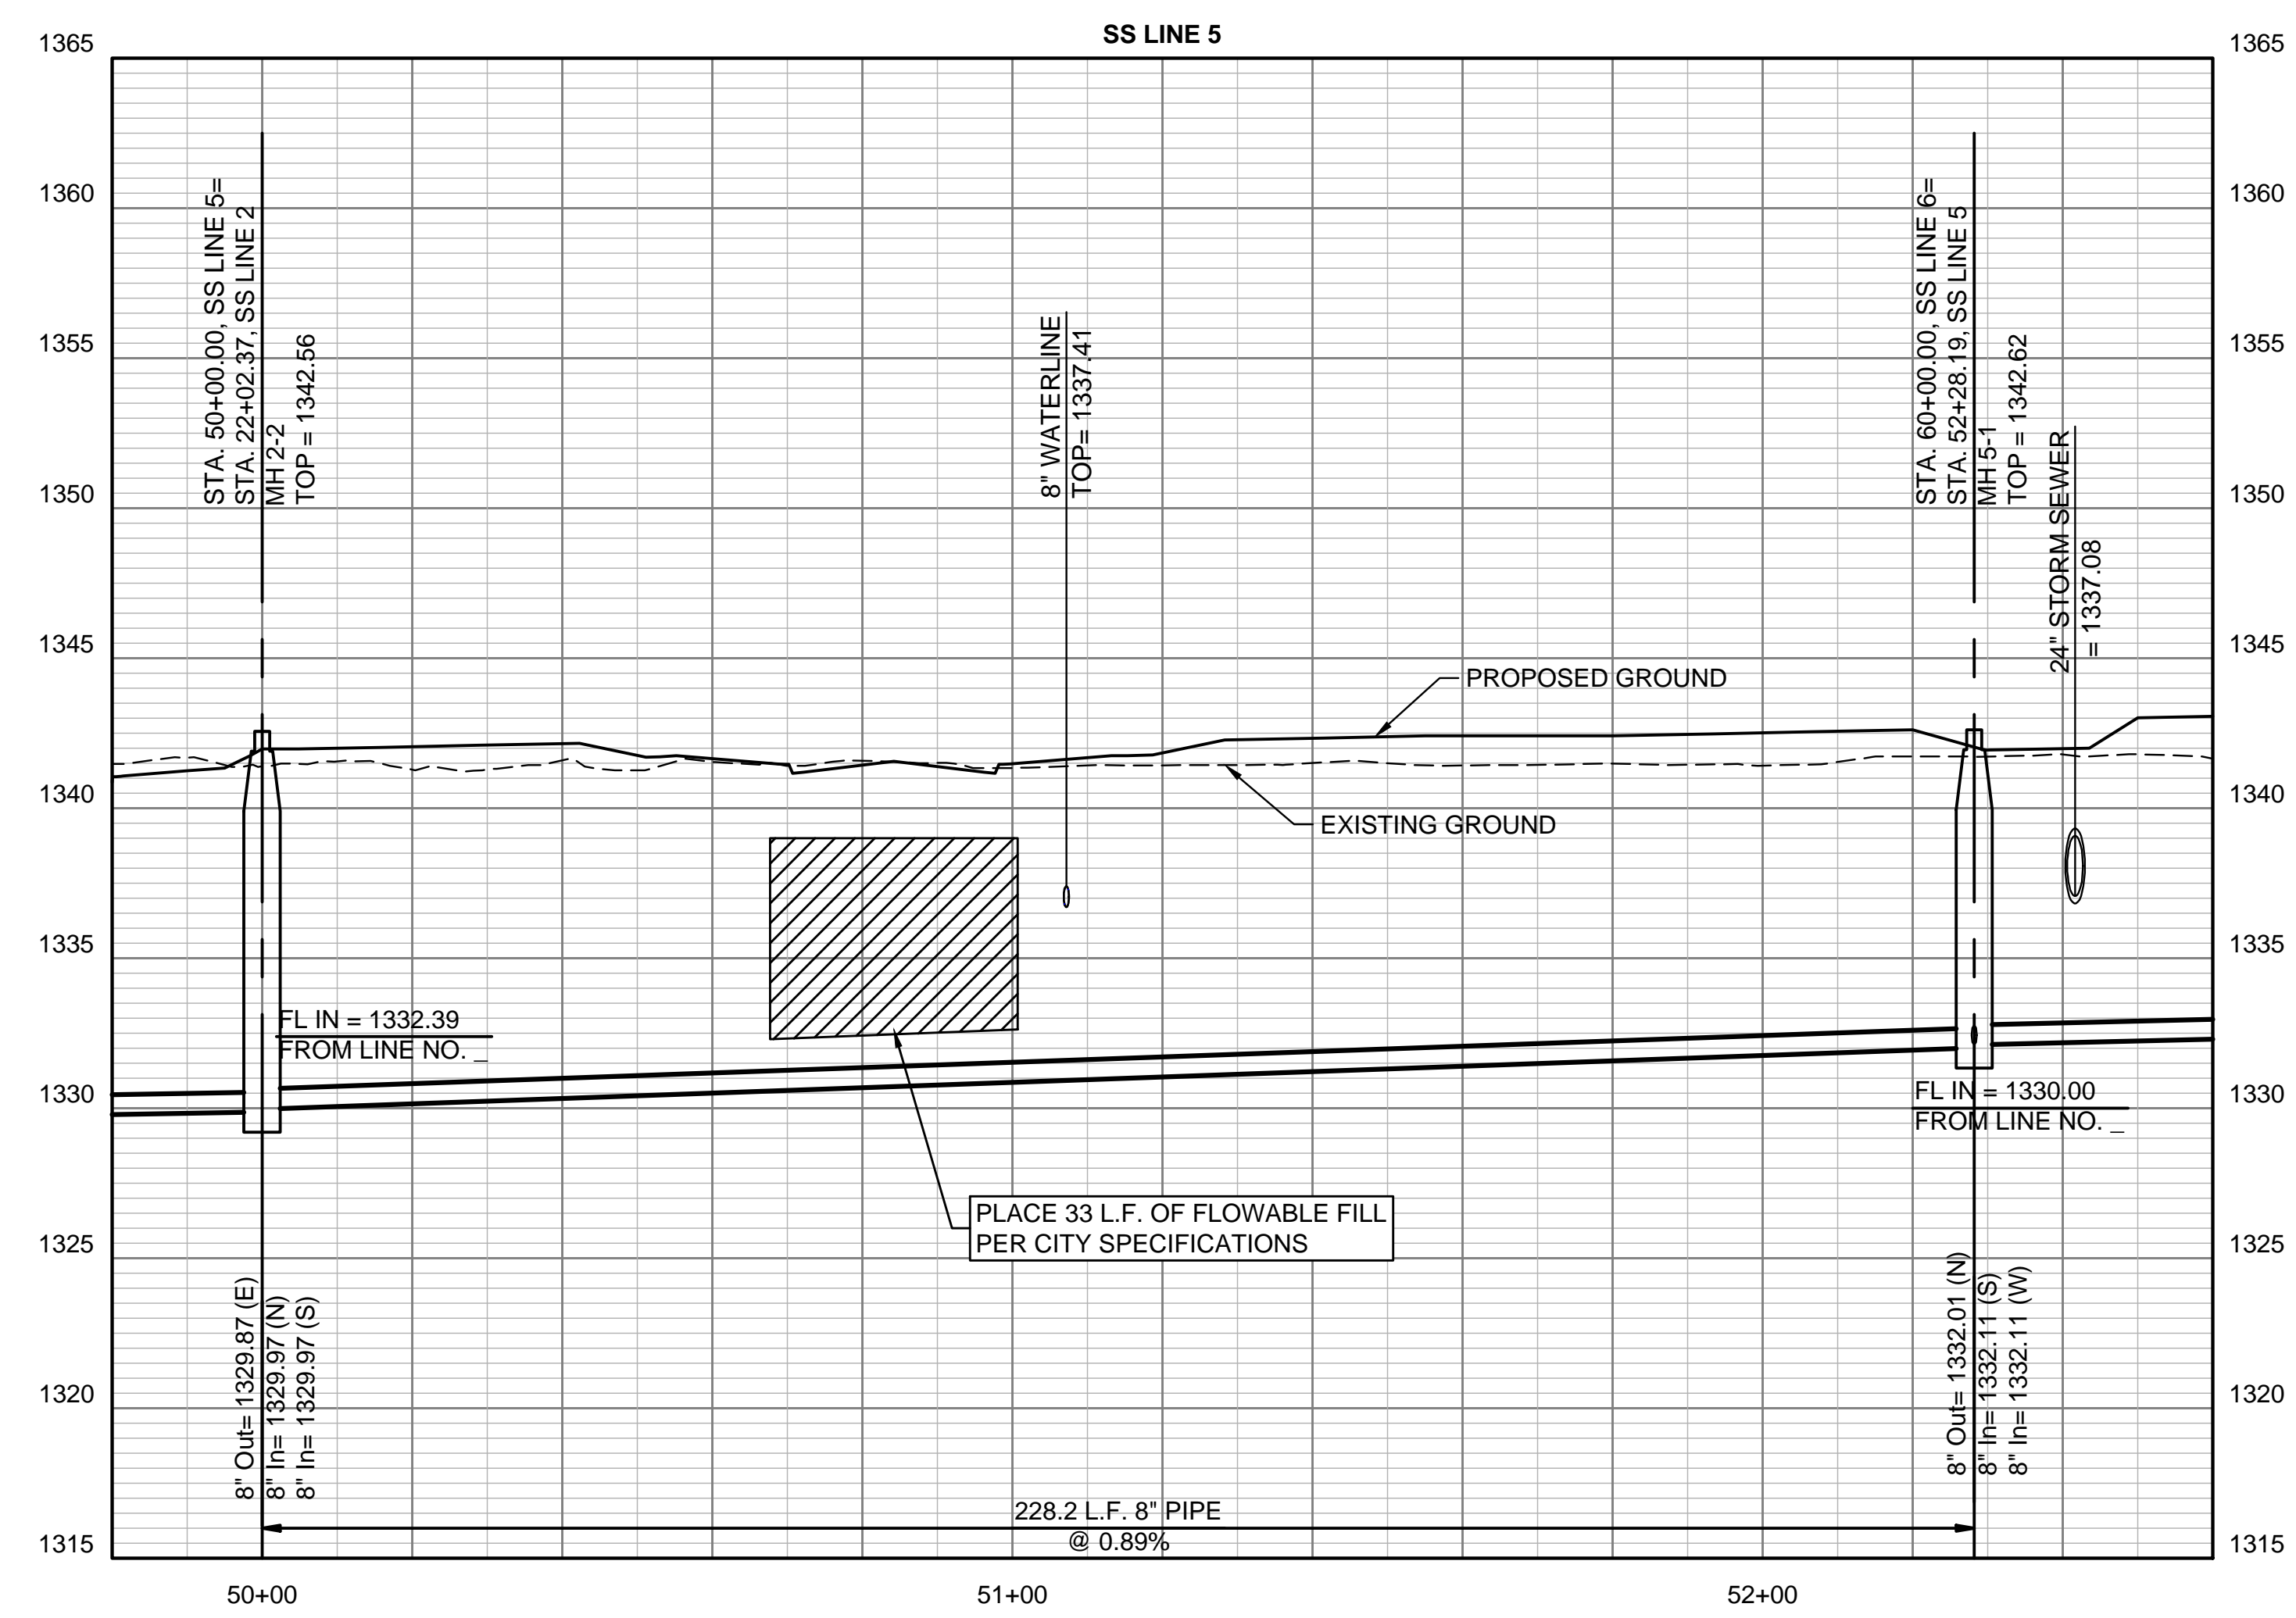 SS LINE 5
1365
1365
1360
1360
1355
1355
1350
1350
1345
1345
1340
1340
1335
1335
1330
1330
1325
1325
1320
1320
1315
1315
STA. 50+00.00, SS LINE 5=
STA. 22+02.37, SS LINE 2
MH 2-2
TOP = 1342.56
8" WATERLINE
TOP= 1337.41
STA. 60+00.00, SS LINE 6=
STA. 52+28.19, SS LINE 5
MH 5-1
TOP = 1342.62
24" STORM SEWER
= 1337.08
PROPOSED GROUND
EXISTING GROUND
FL IN = 1332.39
FROM LINE NO. _
FL IN = 1330.00
FROM LINE NO. _
PLACE 33 L.F. OF FLOWABLE FILL
PER CITY SPECIFICATIONS
8" Out= 1329.87 (E)
8" In= 1329.97 (N)
8" In= 1329.97 (S)
8" Out= 1332.01 (N)
8" In= 1332.11 (S)
8" In= 1332.11 (W)
228.2 L.F. 8" PIPE
@ 0.89%
50+00
51+00
52+00